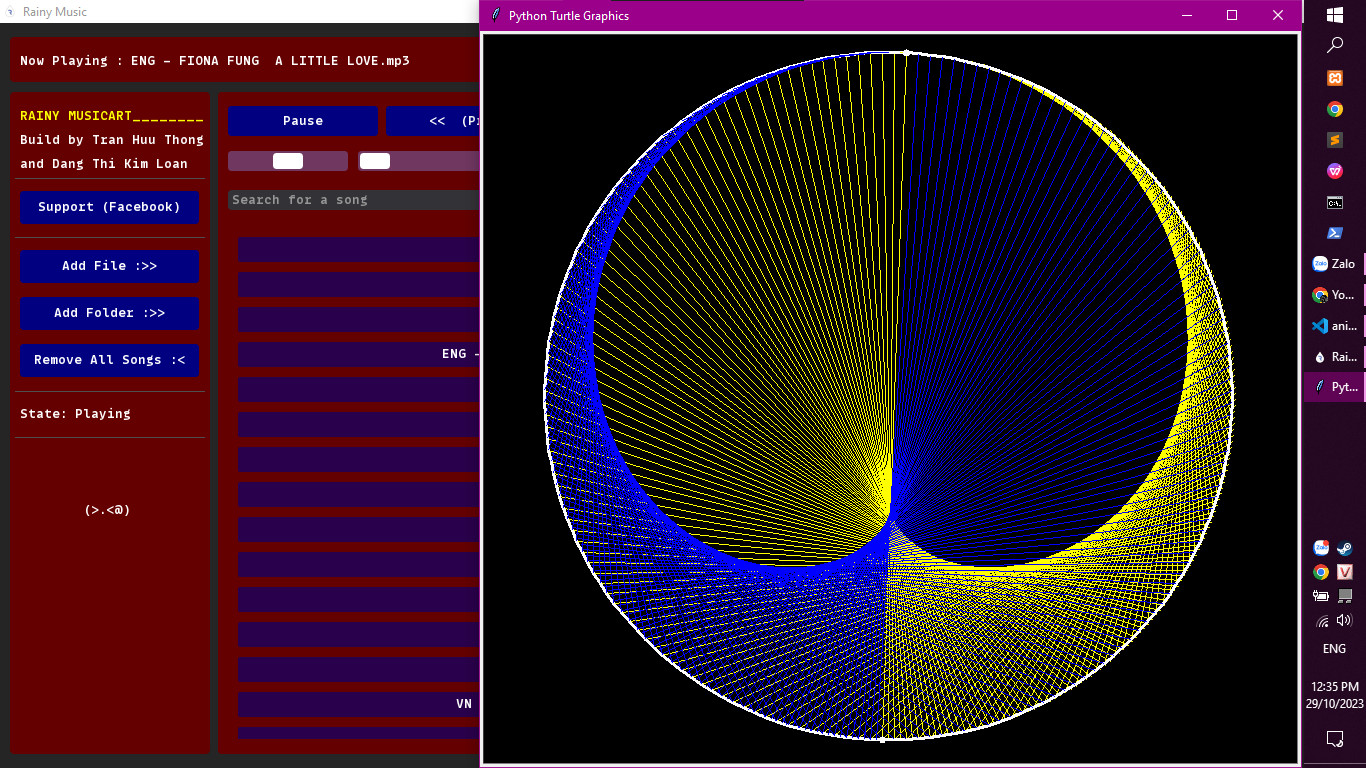 Rainy Music
Now Playing : ENG - FIONA FUNG  A LITTLE LOVE.mp3
RAINY MUSICART________
Build by Tran Huu Thong
and Dang Thi Kim Loan
Support (Facebook)
Add File :>>
Add Folder :>>
Remove All Songs :<
State: Playing
(>.<@)
Pause
<<  (Pr
Search for a song
ENG -
VN
Python Turtle Graphics
Zalo
Yo...
ani...
Rai...
Pyt...
ENG
12:35 PM
29/10/2023